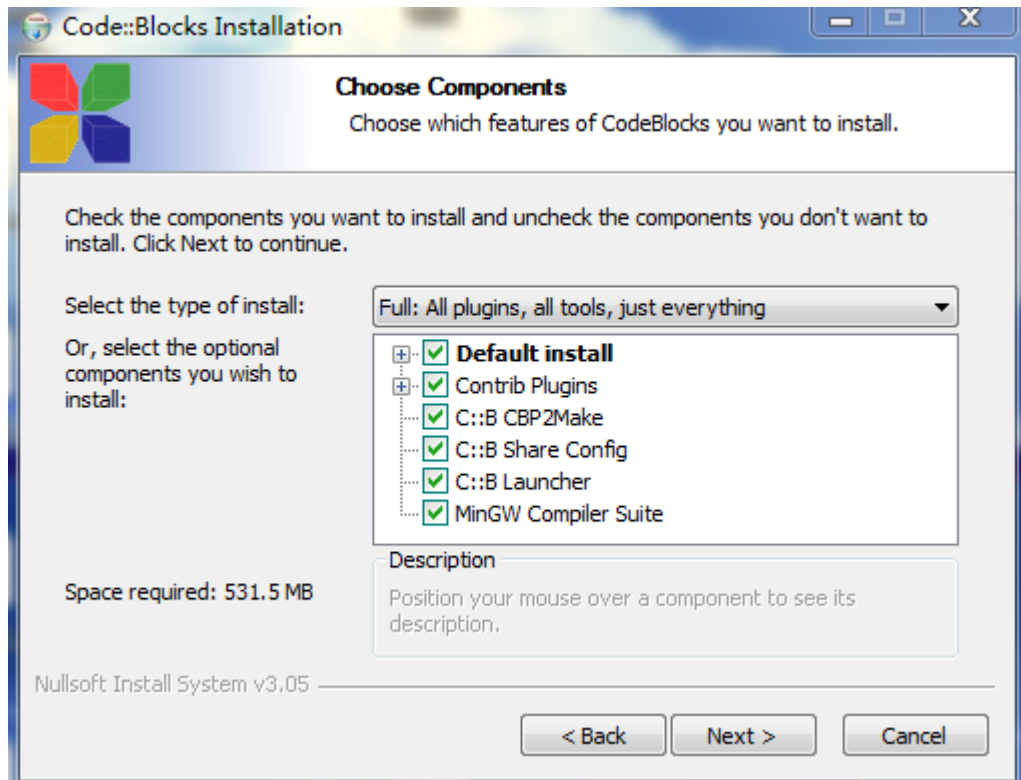 Code::Blocks Installation
Choose Components
Choose which features of CodeBlocks you want to install.
Check the components you want to install and uncheck the components you don't want to
install. Click Next to continue.
Select the type of install:
Full: All plugins, all tools, just everything
Or, select the optional
components you wish to
install:
Default install
Contrib Plugins
C::B CBP2Make
C::B Share Config
C::B Launcher
MinGW Compiler Suite
Space required: 531.5 MB
Description
Position your mouse over a component to see its
description.
Nullsoft Install System v3.05
< Back
Next >
Cancel